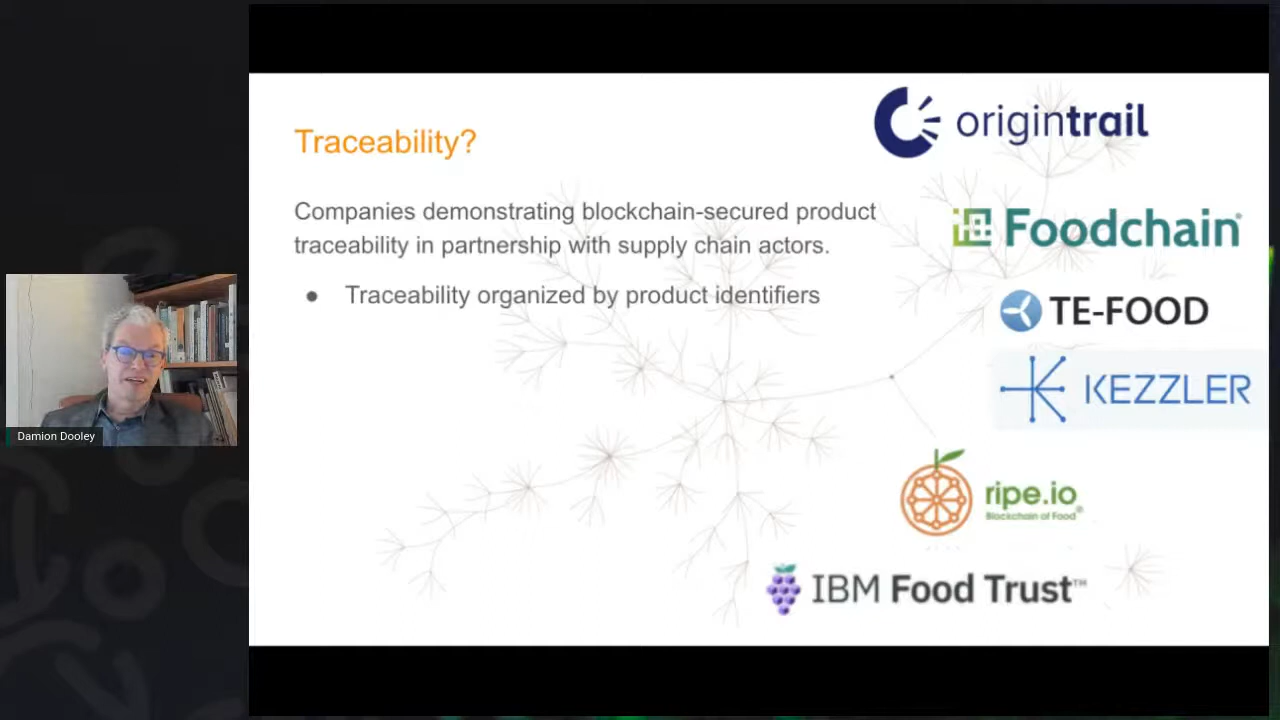 Traceability?
Companies demonstrating blockchain-secured product
traceability in partnership with supply chain actors.
● Traceability organized by product identifiers
origintrail
Foodchain®
TE-FOOD
KEZZLER
ripe.io
Blockchain of Food®
IBM Food Trust™
Damion Dooley